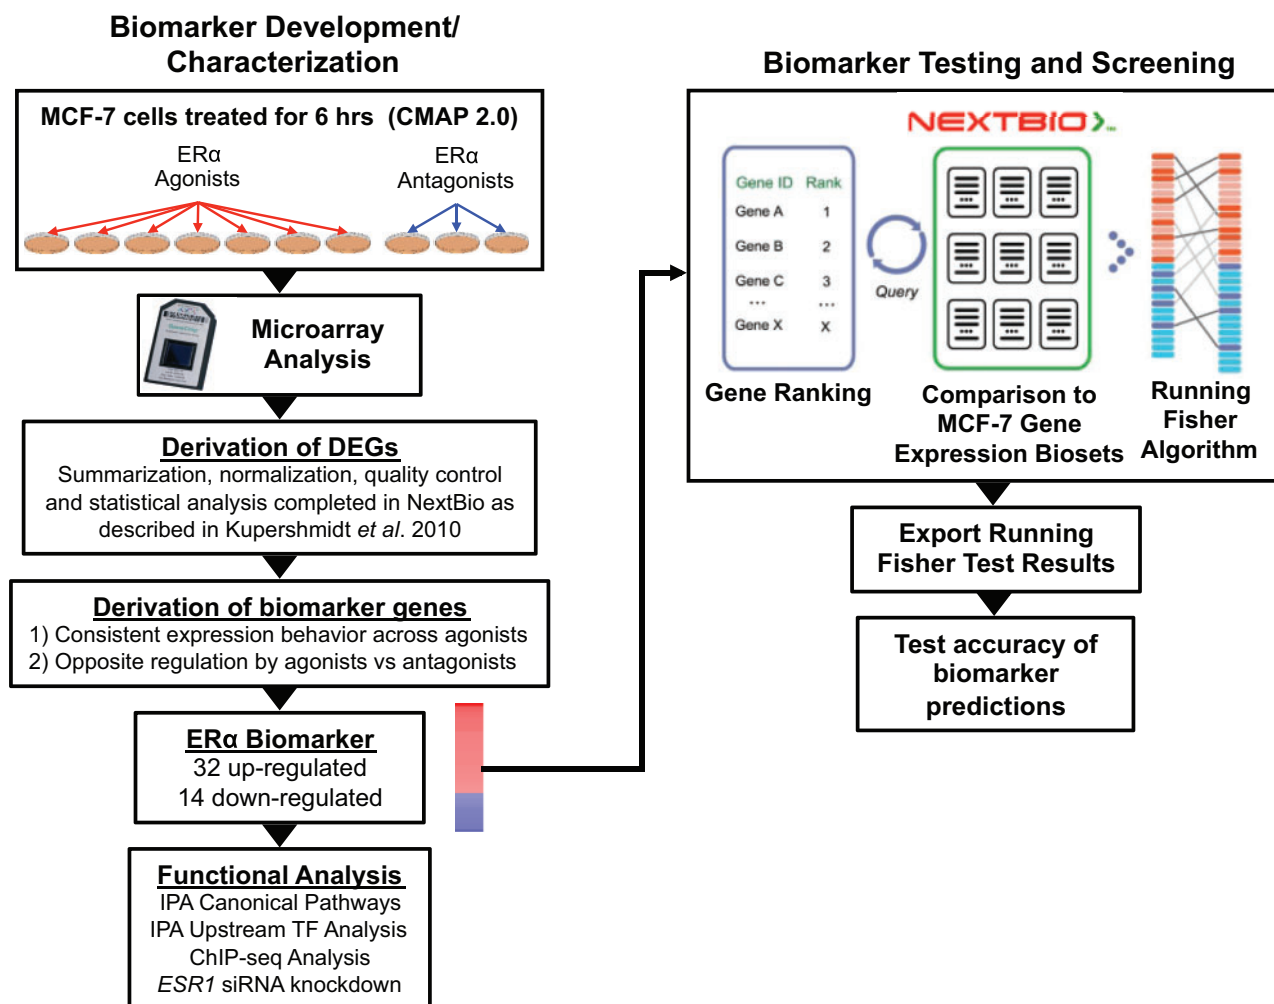 Biomarker Development/
Characterization
MCF-7 cells treated for 6 hrs (CMAP 2.0)
ERα
Agonists
ERα
Antagonists
Microarray
Analysis
Derivation of DEGs
Summarization, normalization, quality control
and statistical analysis completed in NextBio as
described in Kupershmidt et al. 2010
Derivation of biomarker genes
1) Consistent expression behavior across agonists
2) Opposite regulation by agonists vs antagonists
ERα Biomarker
32 up-regulated
14 down-regulated
Functional Analysis
IPA Canonical Pathways
IPA Upstream TF Analysis
ChIP-seq Analysis
ESR1 siRNA knockdown
Biomarker Testing and Screening
NEXTBIO
Gene ID Rank
Gene A 1
Gene B 2
Gene C 3
... ...
Gene X X
Query
Gene Ranking
Comparison to
MCF-7 Gene
Expression Biosets
Running
Fisher
Algorithm
Export Running
Fisher Test Results
Test accuracy of
biomarker
predictions